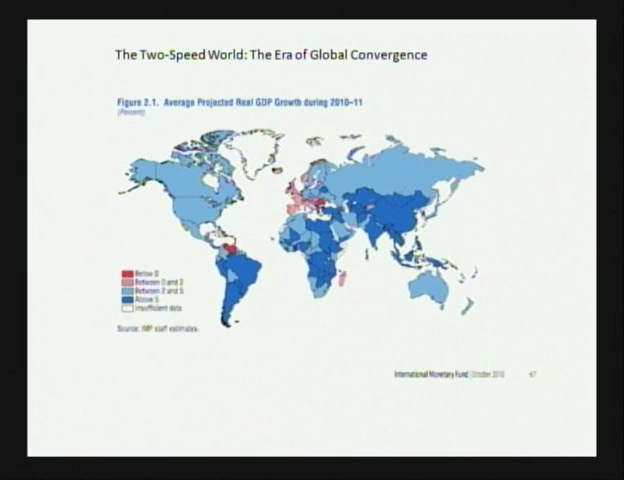 The Two-Speed World: The Era of Global Convergence
Figure 2.1. Average Projected Real GDP Growth during 2010–11
(Percent)
Below 0
Between 0 and 2
Between 2 and 5
Above 5
Insufficient data
Source: IMF staff estimates.
International Monetary Fund | October 2010 67